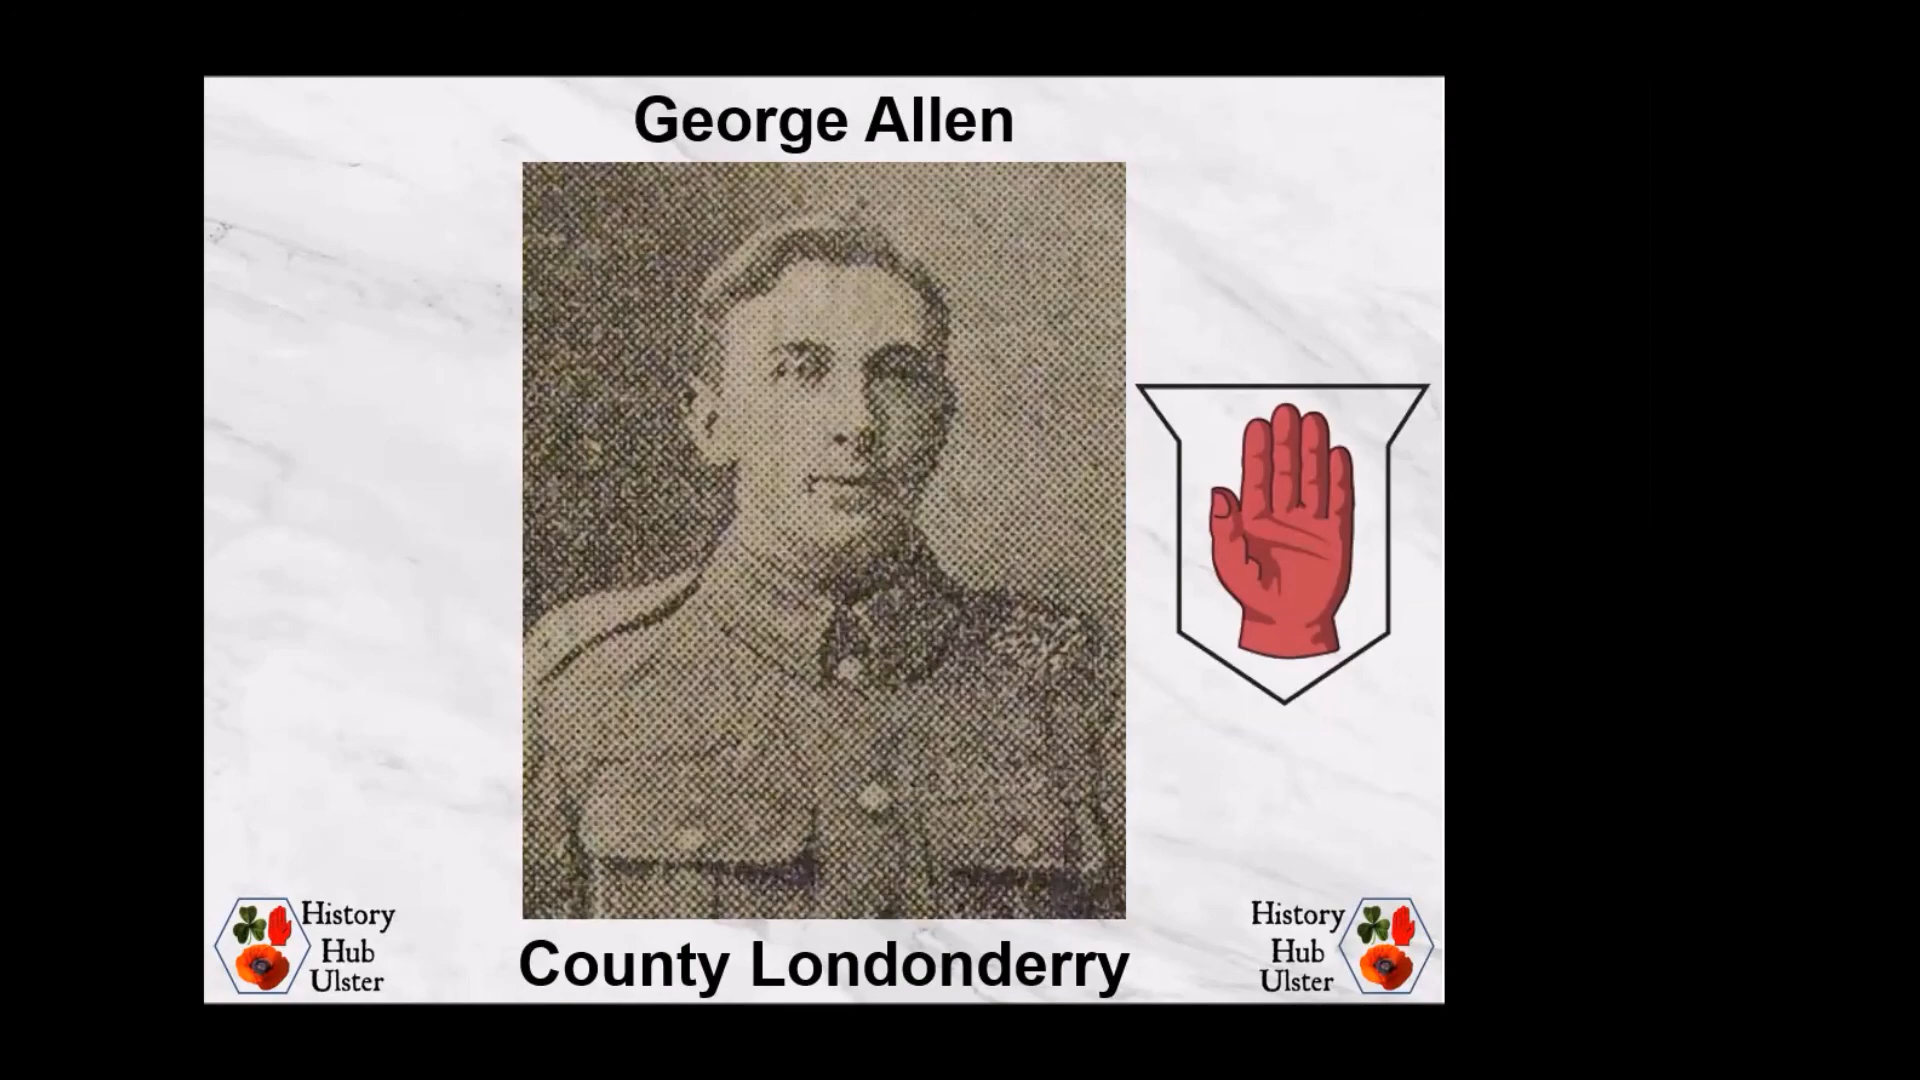 George Allen
History
Hub
Ulster
County Londonderry
History
Hub
Ulster